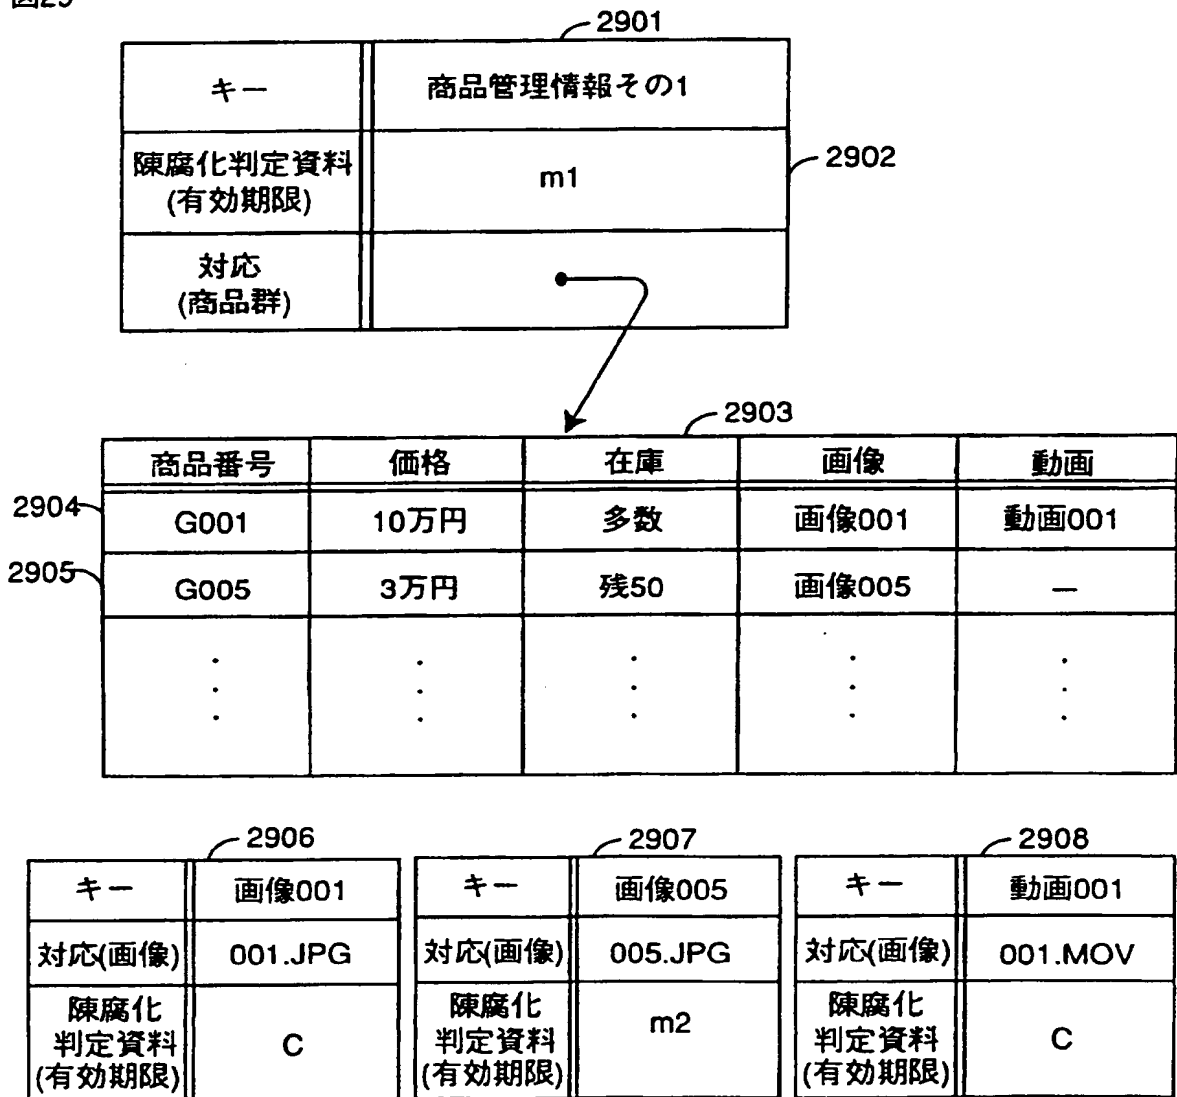 図29
2901
キー 商品管理情報その1
陳腐化判定資料
(有効期限)
m1
2902
対応
(商品群)
2903
商品番号 価格 在庫 画像 動画
2904 G001 10万円 多数 画像001 動画001
2905 G005 3万円 残50 画像005 —
2906
キー 画像001
対応(画像) 001.JPG
陳腐化
判定資料
(有効期限)
C
2907
キー 画像005
対応(画像) 005.JPG
陳腐化
判定資料
(有効期限)
m2
2908
キー 動画001
対応(画像) 001.MOV
陳腐化
判定資料
(有効期限)
C